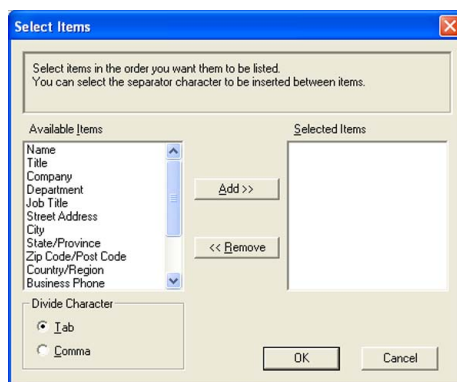 Select Items
Select items in the order you want them to be listed.
You can select the separator character to be inserted between items.
Available Items
Selected Items
Name
Title
Company
Department
Job Title
Street Address
City
State/Province
Zip Code/Post Code
Country/Region
Business Phone
Add >>
<< Remove
Divide Character
Tab
Comma
OK
Cancel